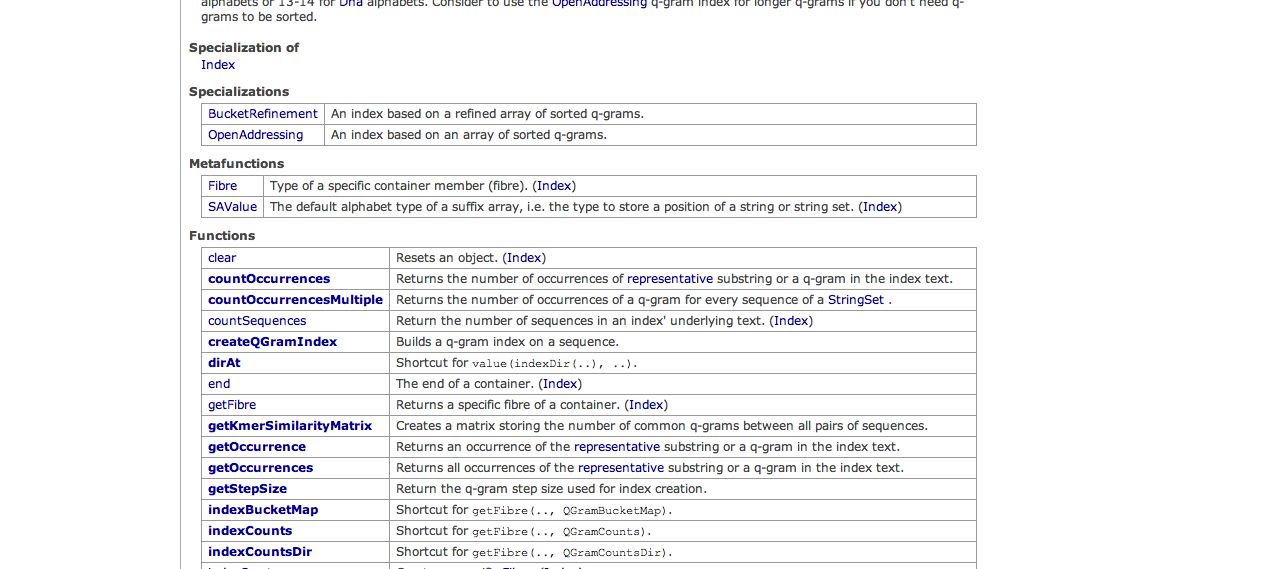 alphabets or 13-14 for Dna alphabets. Consider to use the OpenAddressing q-gram index for longer q-grams if you don't need q-
grams to be sorted.
Specialization of
Index
Specializations
BucketRefinement An index based on a refined array of sorted q-grams.
OpenAddressing An index based on an array of sorted q-grams.
Metafunctions
Fibre Type of a specific container member (fibre). (Index)
SAValue The default alphabet type of a suffix array, i.e. the type to store a position of a string or string set. (Index)
Functions
clear Resets an object. (Index)
countOccurrences Returns the number of occurrences of representative substring or a q-gram in the index text.
countOccurrencesMultiple Returns the number of occurrences of a q-gram for every sequence of a StringSet .
countSequences Return the number of sequences in an index' underlying text. (Index)
createQGramIndex Builds a q-gram index on a sequence.
dirAt Shortcut for value(indexDir(..), ..).
end The end of a container. (Index)
getFibre Returns a specific fibre of a container. (Index)
getKmerSimilarityMatrix Creates a matrix storing the number of common q-grams between all pairs of sequences.
getOccurrence Returns an occurrence of the representative substring or a q-gram in the index text.
getOccurrences Returns all occurrences of the representative substring or a q-gram in the index text.
getStepSize Return the q-gram step size used for index creation.
indexBucketMap Shortcut for getFibre(.., QGramBucketMap).
indexCounts Shortcut for getFibre(.., QGramCounts).
indexCountsDir Shortcut for getFibre(.., QGramCountsDir).